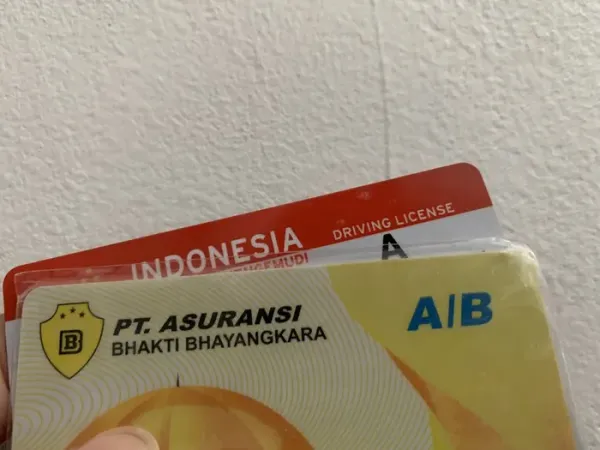 INDONESIA
DRIVING LICENSE
A
B
PT. ASURANSI
BHAKTI BHAYANGKARA
A/B